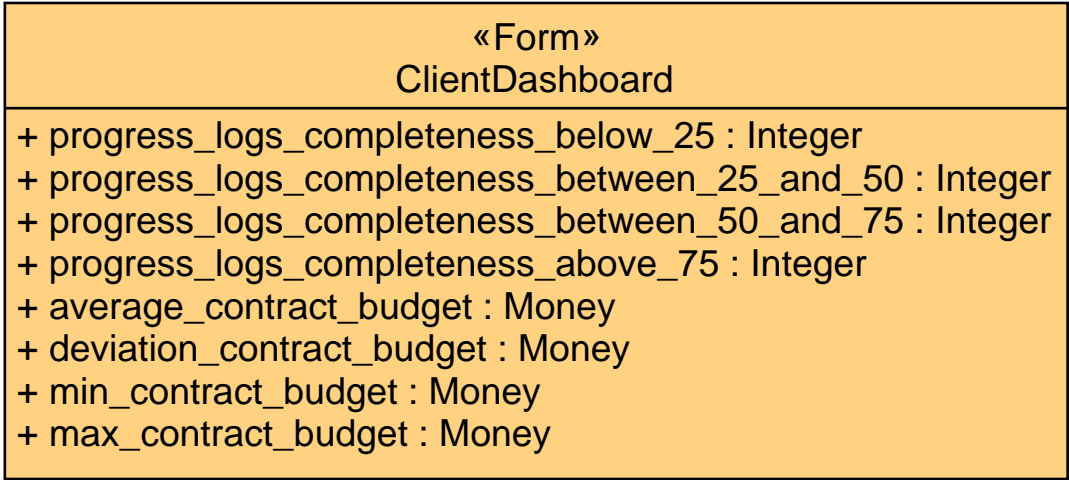 «Form»
ClientDashboard
+ progress_logs_completeness_below_25 : Integer
+ progress_logs_completeness_between_25_and_50 : Integer
+ progress_logs_completeness_between_50_and_75 : Integer
+ progress_logs_completeness_above_75 : Integer
+ average_contract_budget : Money
+ deviation_contract_budget : Money
+ min_contract_budget : Money
+ max_contract_budget : Money